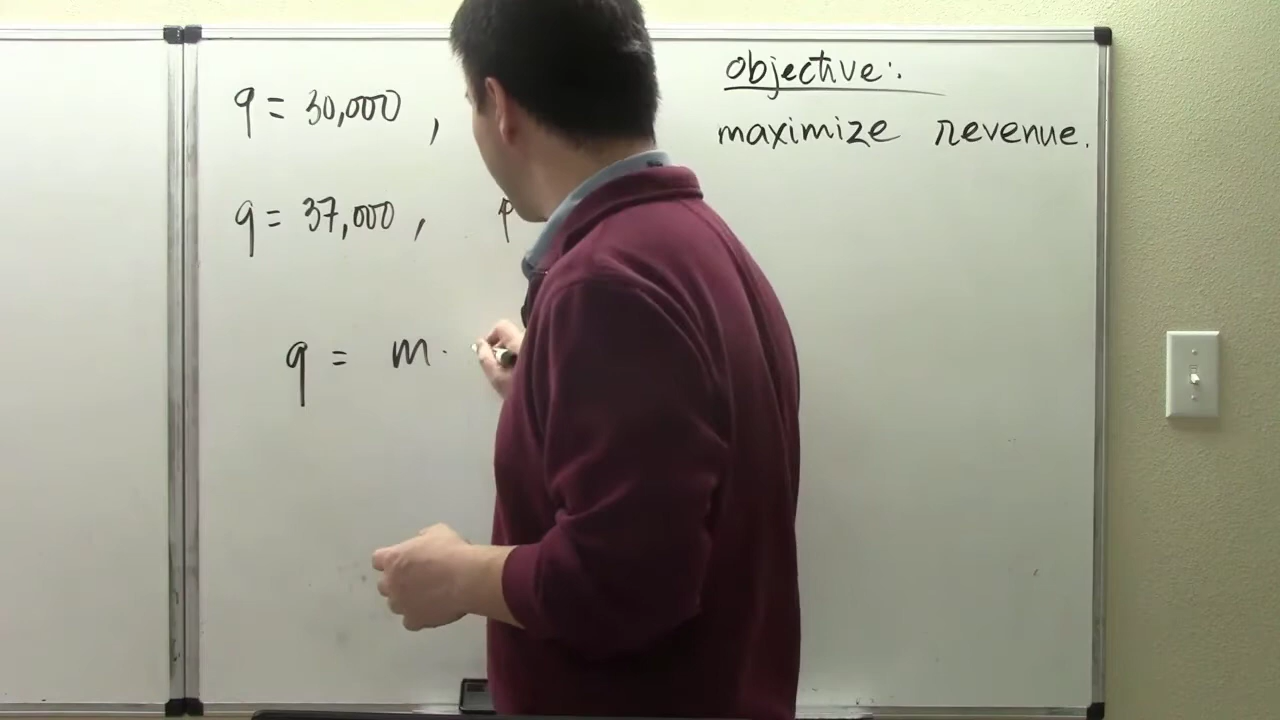 objective:
maximize revenue.
q = 30,000 ,
q = 37,000 , p
q = m ·